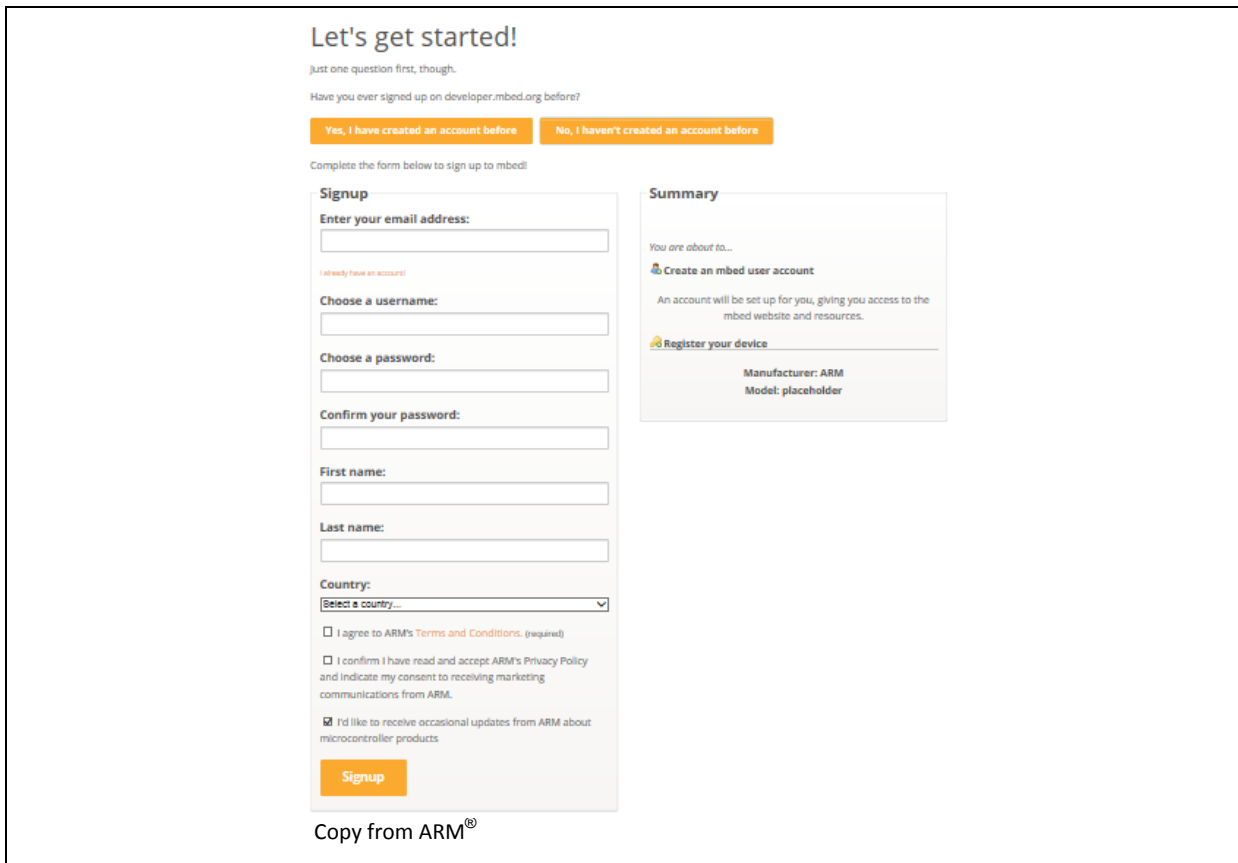 Let's get started!
Just one question first, though.
Have you ever signed up on developer.mbed.org before?
Yes, I have created an account before
No, I haven't created an account before
Complete the form below to sign up to mbed!
Signup
Enter your email address:
(I already have an account)
Choose a username:
Choose a password:
Confirm your password:
First name:
Last name:
Country:
Select a country...
I agree to ARM's Terms and Conditions. (required)
I confirm I have read and accept ARM's Privacy Policy
and indicate my consent to receiving marketing
communications from ARM.
I'd like to receive occasional updates from ARM about
microcontroller products
Signup
Summary
You are about to...
Create an mbed user account
An account will be set up for you, giving you access to the
mbed website and resources.
Register your device
Manufacturer: ARM
Model: placeholder
Copy from ARM®